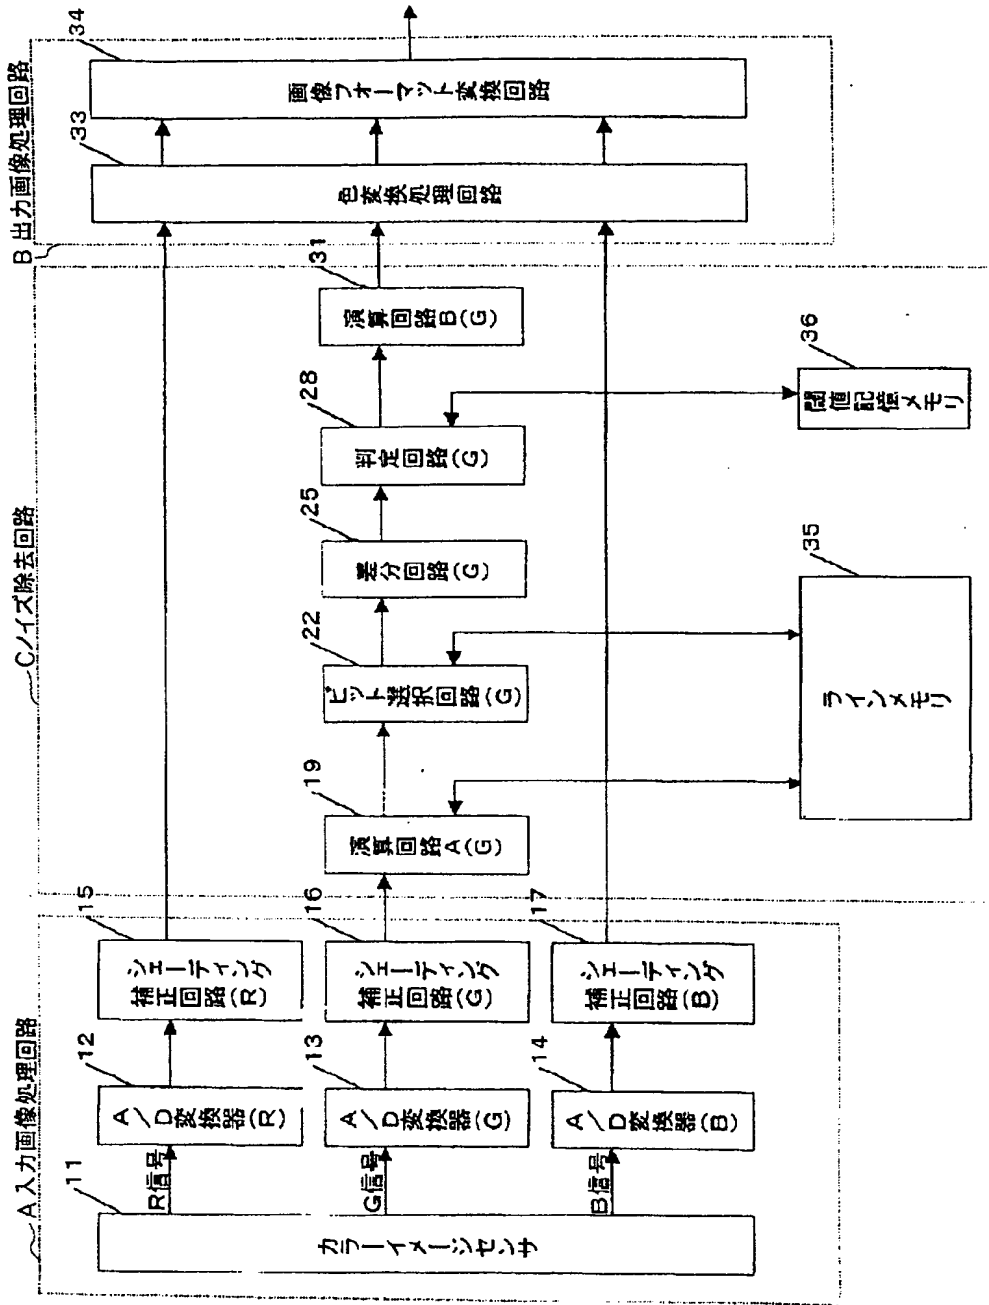 A 入力画像処理回路
11
カラーイメージセンサ
R信号
G信号
B信号
12
A/D変換器(R)
13
A/D変換器(G)
14
A/D変換器(B)
15
シェーディング
補正回路(R)
16
シェーディング
補正回路(G)
17
シェーディング
補正回路(B)
Cノイズ除去回路
19
演算回路A(G)
22
ビット選択回路(G)
25
差分回路(G)
28
判定回路(G)
31
演算回路B(G)
35
ラインメモリ
36
閾値記憶メモリ
B 出力画像処理回路
33
色変換処理回路
34
画像フォーマット変換回路